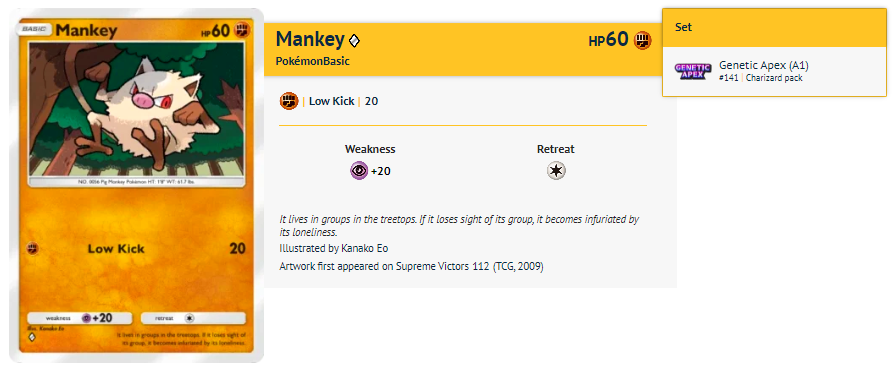 BASIC Mankey HP60
NO. 0056 Pig Monkey Pokémon HT: 1'8" WT: 61.7 lbs.
Low Kick 20
weakness +20 retreat
Illus. Kanako Eo
It lives in groups in the treetops. If it loses sight of
its group, it becomes infuriated by its loneliness.
Mankey HP60
PokémonBasic
| Low Kick | 20
Weakness Retreat
+20
It lives in groups in the treetops. If it loses sight of its group, it becomes infuriated by
its loneliness.
Illustrated by Kanako Eo
Artwork first appeared on Supreme Victors 112 (TCG, 2009)
Set
GENETIC
APEX
Genetic Apex (A1)
#141 | Charizard pack